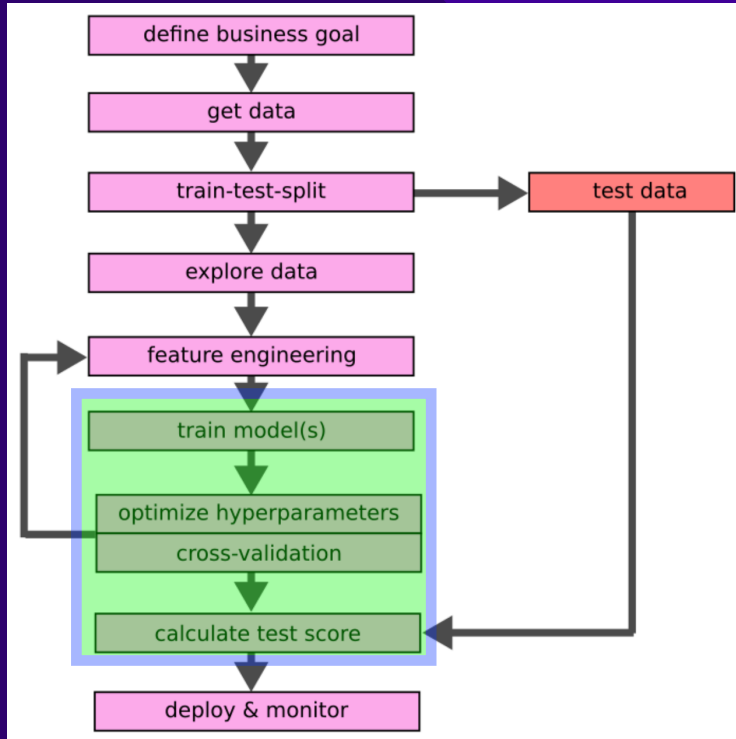 define business goal
get data
train-test-split
test data
explore data
feature engineering
train model(s)
optimize hyperparameters
cross-validation
calculate test score
deploy & monitor